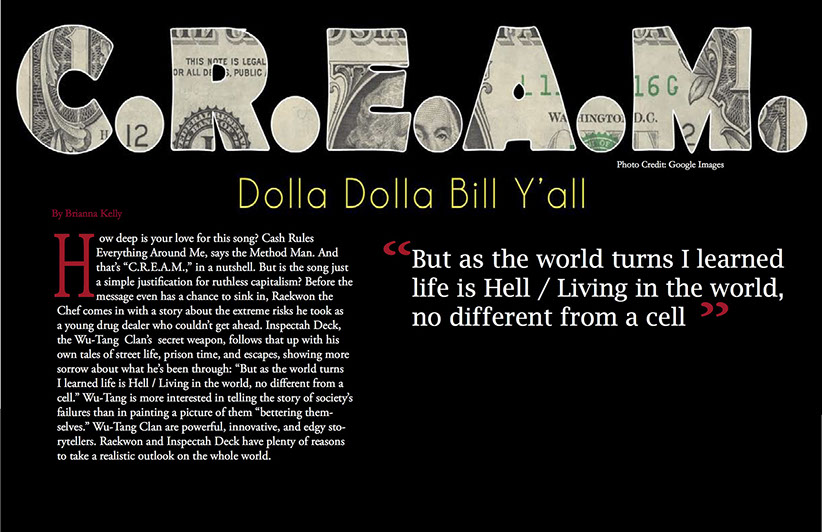 C.R.E.A.M.
THIS NOTE IS LEGAL
PUBLIC
H 12
L 1
16 G
WASHINGTON, D.C.
2
Photo Credit: Google Images
Dolla Dolla Bill Y'all
By Brianna Kelly
How deep is your love for this song? Cash Rules
Everything Around Me, says the Method Man. And
that's “C.R.E.A.M.,” in a nutshell. But is the song just
a simple justification for ruthless capitalism? Before the
message even has a chance to sink in, Raekwon the
Chef comes in with a story about the extreme risks he took as
a young drug dealer who couldn't get ahead. Inspectah Deck,
the Wu-Tang Clan's secret weapon, follows that up with his
own tales of street life, prison time, and escapes, showing more
sorrow about what he's been through: “But as the world turns
I learned life is Hell / Living in the world, no different from a
cell.” Wu-Tang is more interested in telling the story of society's
failures than in painting a picture of them “bettering them-
selves.” Wu-Tang Clan are powerful, innovative, and edgy sto-
rytellers. Raekwon and Inspectah Deck have plenty of reasons
to take a realistic outlook on the whole world.
“But as the world turns I learned
life is Hell / Living in the world,
no different from a cell”